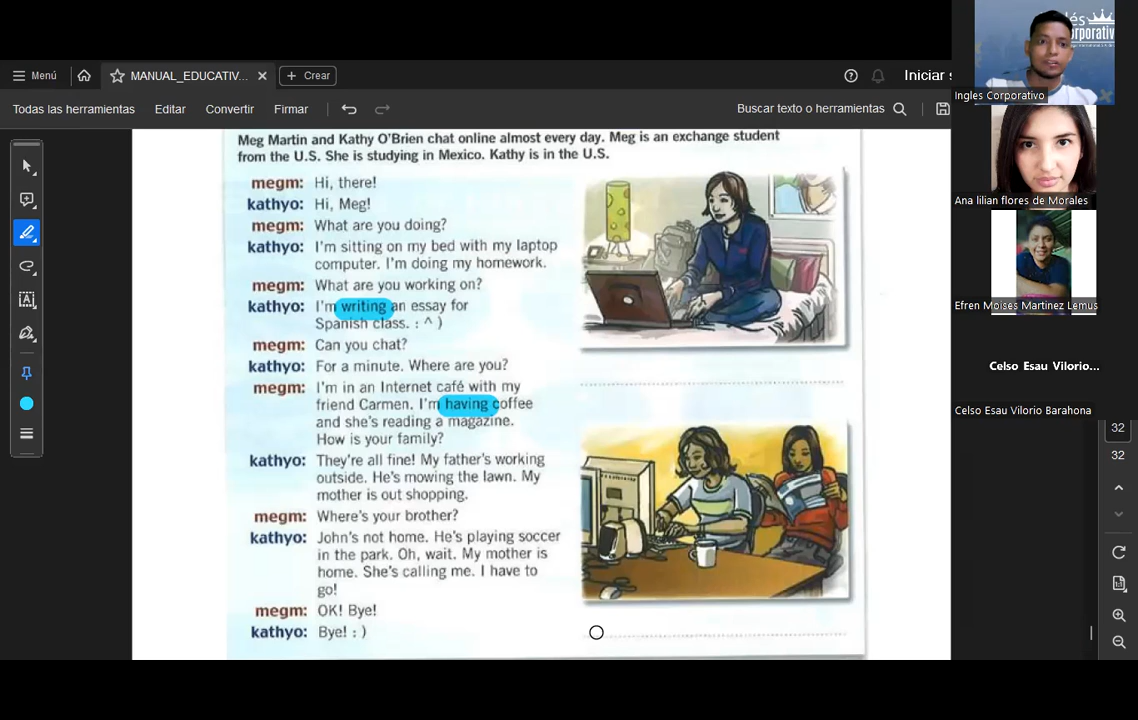 Menú
MANUAL_EDUCATIV...
Crear
Iniciar s
Todas las herramientas
Editar
Convertir
Firmar
Buscar texto o herramientas
Meg Martin and Kathy O'Brien chat online almost every day. Meg is an exchange student
from the U.S. She is studying in Mexico. Kathy is in the U.S.
megm: Hi, there!
kathyo: Hi, Meg!
megm: What are you doing?
kathyo: I'm sitting on my bed with my laptop
computer. I'm doing my homework.
megm: What are you working on?
kathyo: I'm writing an essay for
Spanish class. : ^ )
megm: Can you chat?
kathyo: For a minute. Where are you?
megm: I'm in an Internet café with my
friend Carmen. I'm having coffee
and she's reading a magazine.
How is your family?
kathyo: They're all fine! My father's working
outside. He's mowing the lawn. My
mother is out shopping.
megm: Where's your brother?
kathyo: John's not home. He's playing soccer
in the park. Oh, wait. My mother is
home. She's calling me. I have to
go!
megm: OK! Bye!
kathyo: Bye! : )
Ingles Corporativo
Ana lilian flores de Morales
Efren Moises Martinez Lemus
Celso Esau Vilorio...
Celso Esau Vilorio Barahona
32
32